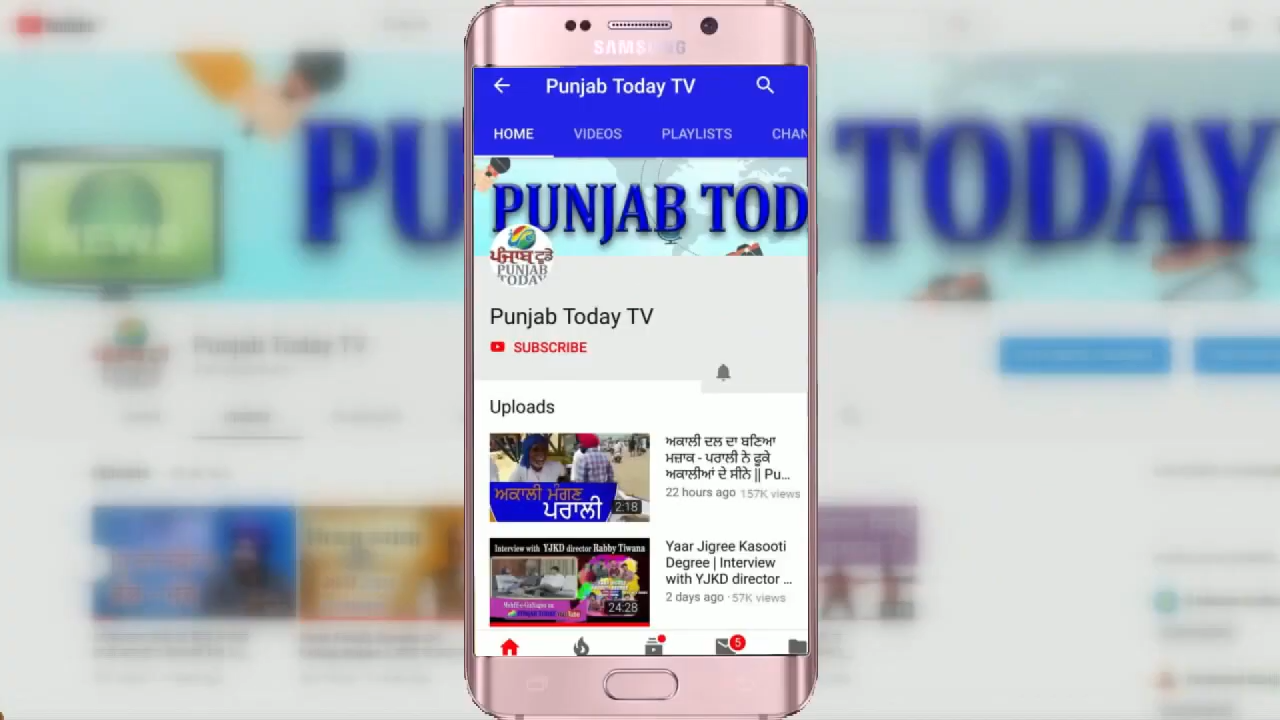 SAMSUNG
Punjab Today TV
HOME VIDEOS PLAYLISTS CHAN
PUNJAB TOD
PU
TODAY
NEWS
ਪੰਜਾਬ ਟੂਡੇ
PUNJAB
TODAY
Punjab Today TV
SUBSCRIBE
Uploads
ਅਕਾਲੀ ਮੰਗਣ
ਪਰਾਲੀ
2:18
ਅਕਾਲੀ ਦਲ ਦਾ ਬਣਿਆ
ਮਜ਼ਾਕ - ਪਰਾਲੀ ਨੇ ਫੂਕੇ
ਅਕਾਲੀਆਂ ਦੇ ਸੀਨੇ || Pu...
22 hours ago 157K views
Interview with YJKD director Rabby Tiwana
PUNJAB TODAY
24:28
Yaar Jigree Kasooti
Degree | Interview
with YJKD director ...
2 days ago · 57K views
5